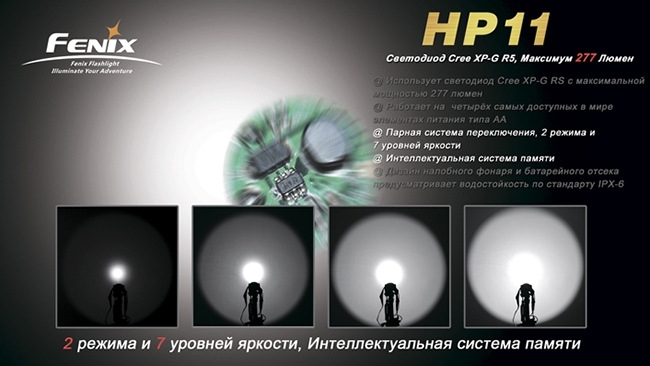 FENIX
Fenix Flashlight
Illuminate Your Adventure
HP11
Светодиод Cree XP-G R5, Максимум 277 Люмен
@ Использует светодиод Cree XP-G RS с максимальной
мощностью 277 люмен
@ Работает на четырёх самых доступных в мире
элементах питания типа АА
@ Парная система переключения, 2 режима и
7 уровней яркости
@ Интеллектуальная система памяти
@ Дизайн налобного фонаря и батарейного отсека
предусматривает водостойкость по стандарту IPX-6
2 режима и 7 уровней яркости, Интеллектуальная система памяти